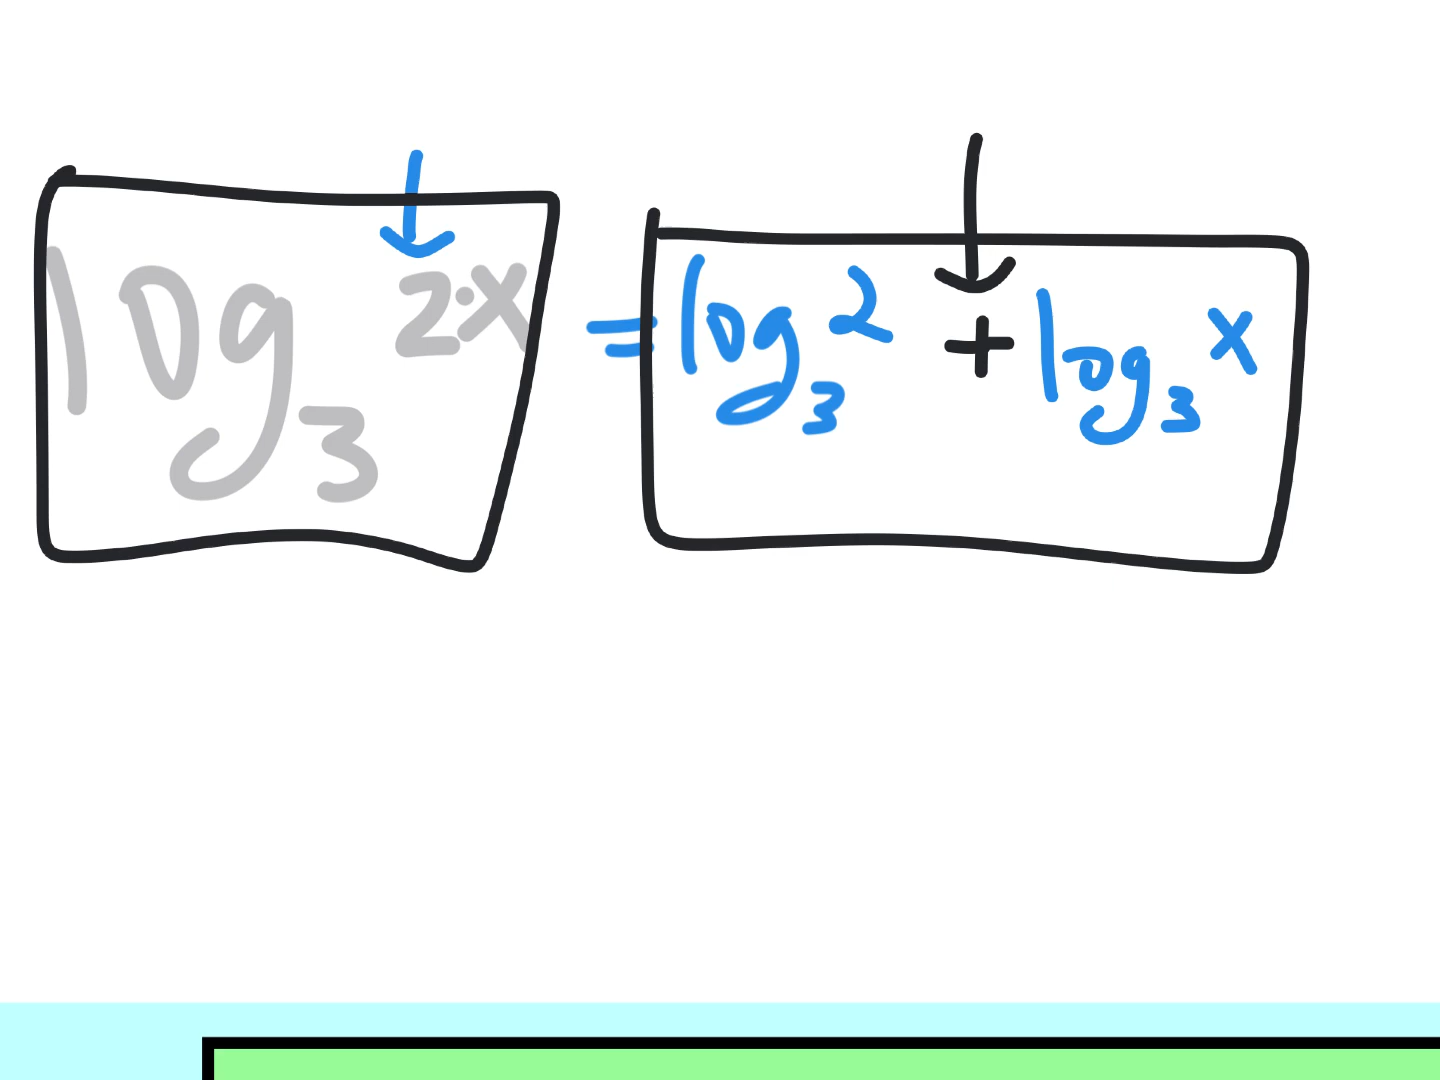 log₃ 2·x = log₃ 2 + log₃ x